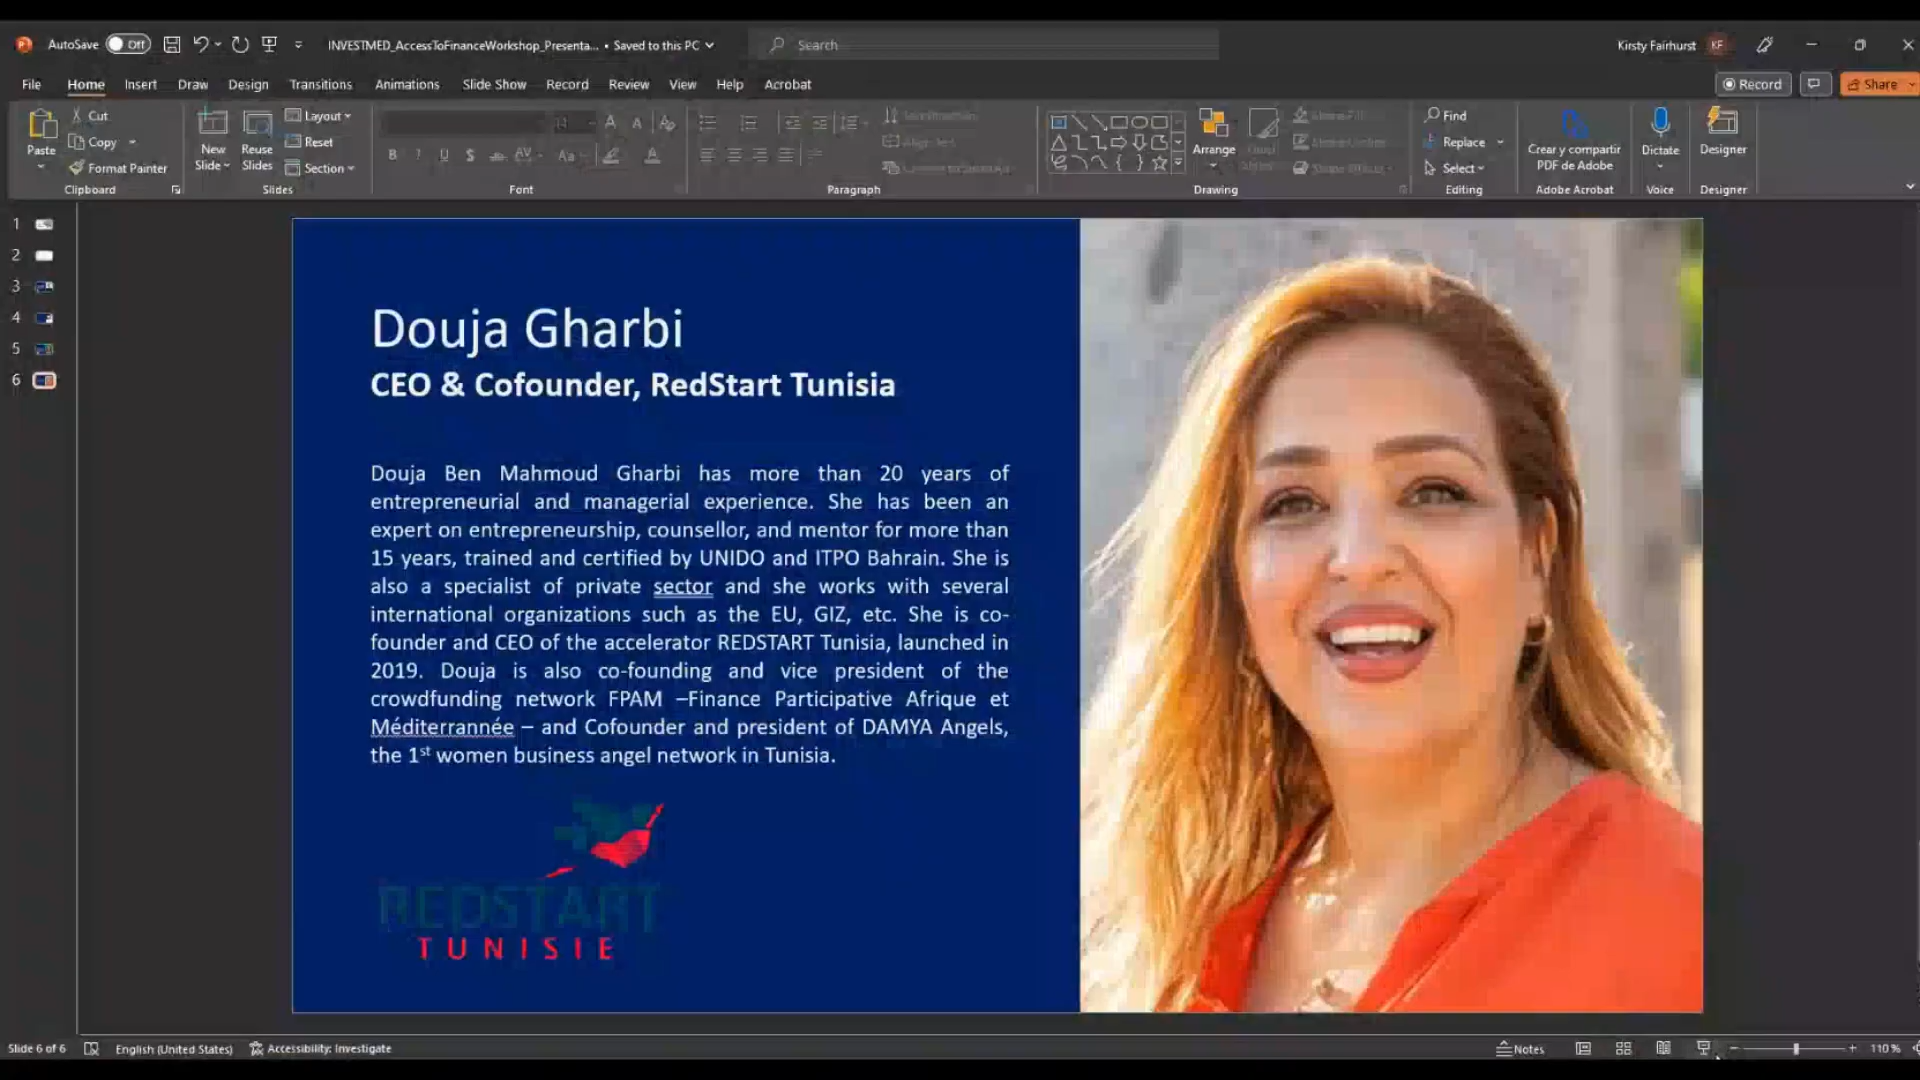 AutoSave Off INVESTMED_AccessToFinanceWorkshop_Presenta... • Saved to this PC Search Kirsty Fairhurst KF
File Home Insert Draw Design Transitions Animations Slide Show Record Review View Help Acrobat Record Share
Paste Cut Copy Format Painter Clipboard
New Slide Reuse Slides Layout Reset Section Slides
Font
Paragraph
Arrange Drawing
Find Replace Select Editing
Crear y compartir PDF de Adobe Adobe Acrobat
Dictate Voice
Designer Designer
1
2
3
4
5
6
Douja Gharbi
CEO & Cofounder, RedStart Tunisia
Douja Ben Mahmoud Gharbi has more than 20 years of
entrepreneurial and managerial experience. She has been an
expert on entrepreneurship, counsellor, and mentor for more than
15 years, trained and certified by UNIDO and ITPO Bahrain. She is
also a specialist of private sector and she works with several
international organizations such as the EU, GIZ, etc. She is co-
founder and CEO of the accelerator REDSTART Tunisia, launched in
2019. Douja is also co-founding and vice president of the
crowdfunding network FPAM –Finance Participative Afrique et
Méditerrannée – and Cofounder and president of DAMYA Angels,
the 1st women business angel network in Tunisia.
REDSTART
TUNISIE
Slide 6 of 6 English (United States) Accessibility: Investigate Notes 110%